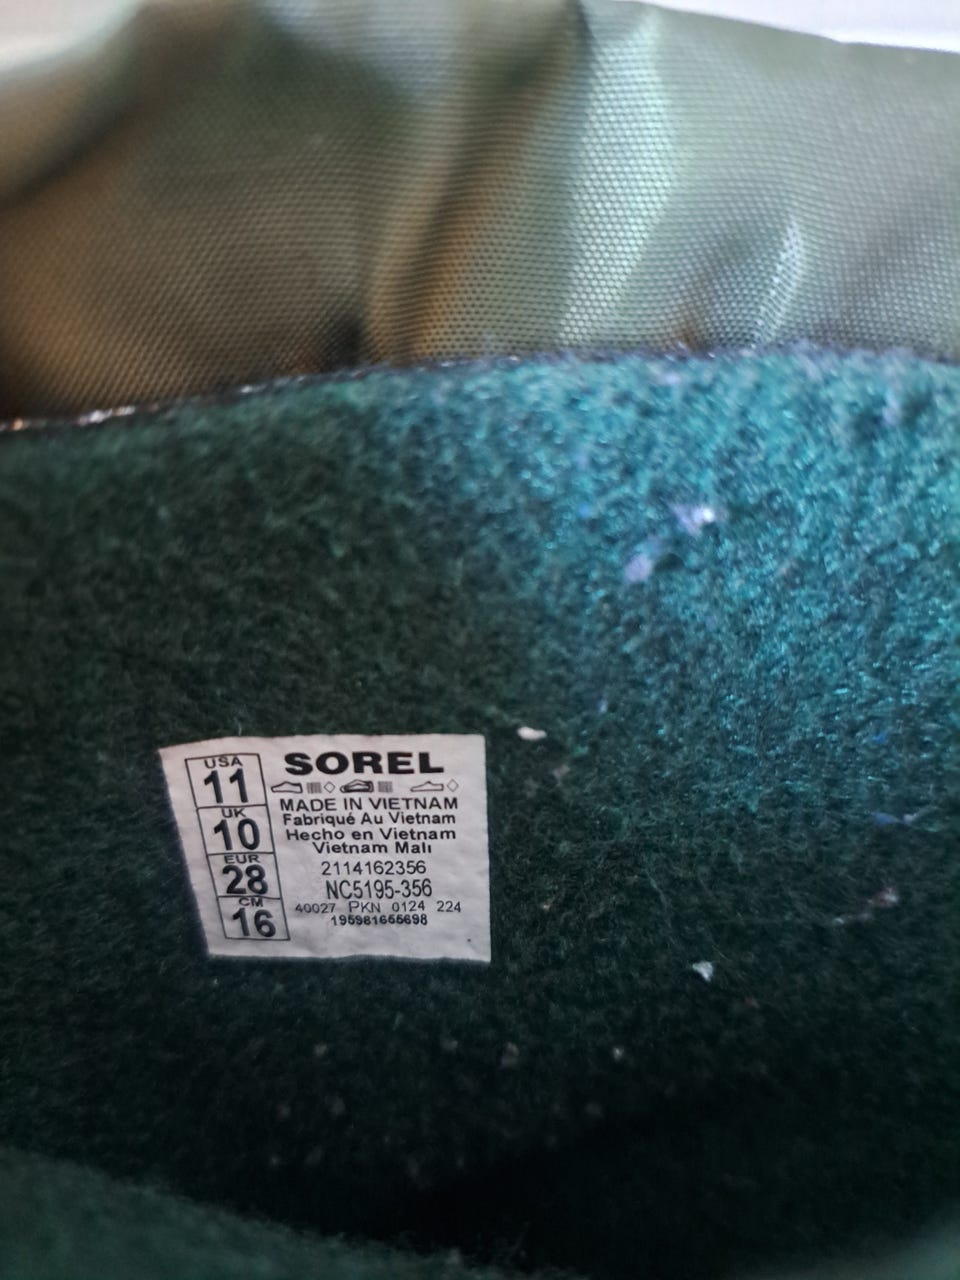 USA
11
UK
10
EUR
28
CM
16
SOREL
MADE IN VIETNAM
Fabriqué Au Vietnam
Hecho en Vietnam
Vietnam Malı
2114162356
NC5195-356
40027 PKN 0124 224
195981655698